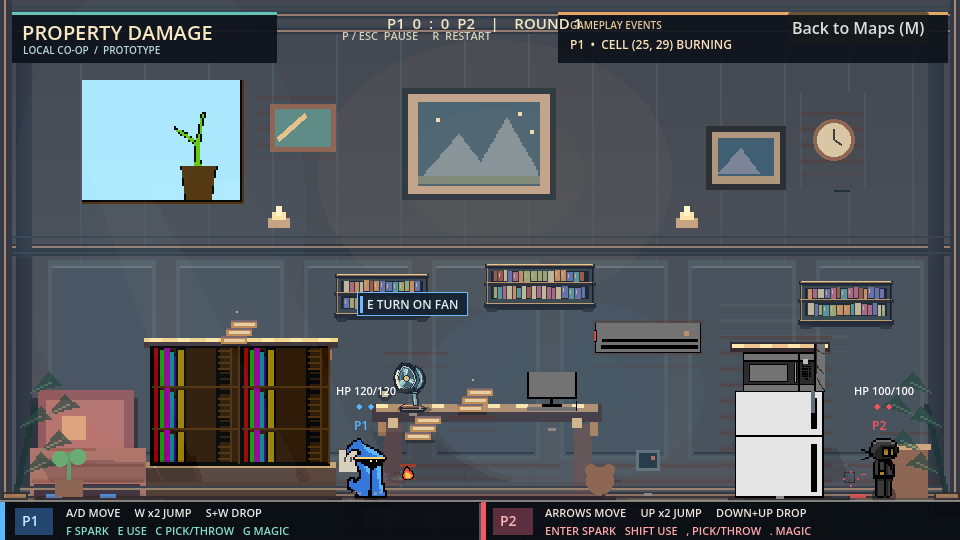 PROPERTY DAMAGE
LOCAL CO-OP / PROTOTYPE
P1 0 : 0 P2 | ROUND 1
P / ESC PAUSE R RESTART
GAMEPLAY EVENTS
P1 • CELL (25, 29) BURNING
Back to Maps (M)
E TURN ON FAN
HP 120/120
P1
HP 100/100
P2
P1
A/D MOVE W x2 JUMP S+W DROP
F SPARK E USE C PICK/THROW G MAGIC
P2
ARROWS MOVE UP x2 JUMP DOWN+UP DROP
ENTER SPARK SHIFT USE , PICK/THROW . MAGIC